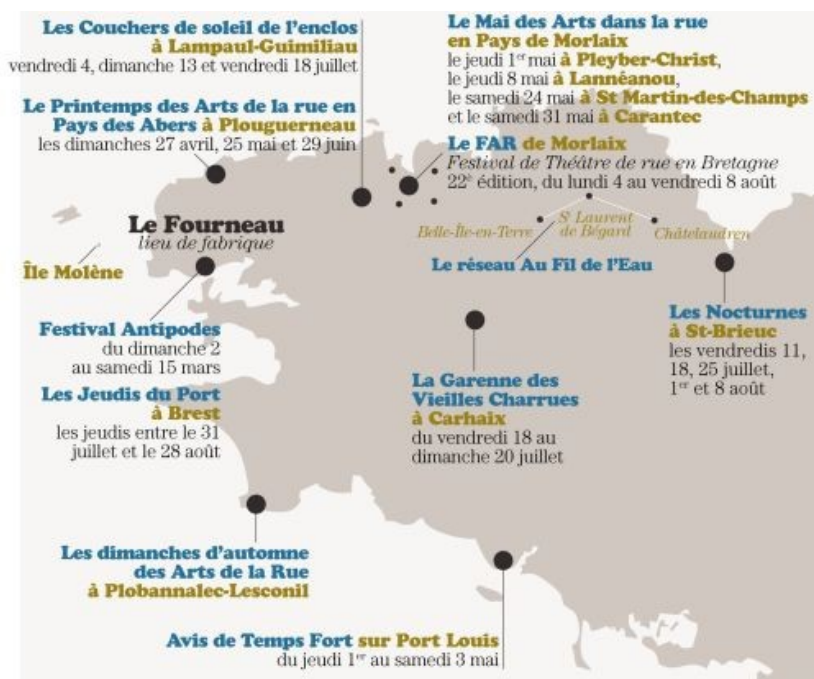 Les Couchers de soleil de l'enclos
à Lampaul-Guimiliau
vendredi 4, dimanche 13 et vendredi 18 juillet
Le Printemps des Arts de la rue en
Pays des Abers à Plouguerneau
les dimanches 27 avril, 25 mai et 29 juin
Le Mai des Arts dans la rue
en Pays de Morlaix
le jeudi 1er mai à Pleyber-Christ,
le jeudi 8 mai à Lannéanou,
le samedi 24 mai à St Martin-des-Champs
et le samedi 31 mai à Carantec
Le FAR de Morlaix
Festival de Théâtre de rue en Bretagne
22è édition, du lundi 4 au vendredi 8 août
Le Fourneau
lieu de fabrique
Île Molène
Belle-Île-en-Terre
St Laurent
de Bégard
Châtelaudren
Le réseau Au Fil de l'Eau
Festival Antipodes
du dimanche 2
au samedi 15 mars
Les Jeudis du Port
à Brest
les jeudis entre le 31
juillet et le 28 août
La Garenne des
Vieilles Charrues
à Carhaix
du vendredi 18 au
dimanche 20 juillet
Les Nocturnes
à St-Brieuc
les vendredis 11,
18, 25 juillet,
1er et 8 août
Les dimanches d'automne
des Arts de la Rue
à Plobannalec-Lesconil
Avis de Temps Fort sur Port Louis
du jeudi 1er au samedi 3 mai